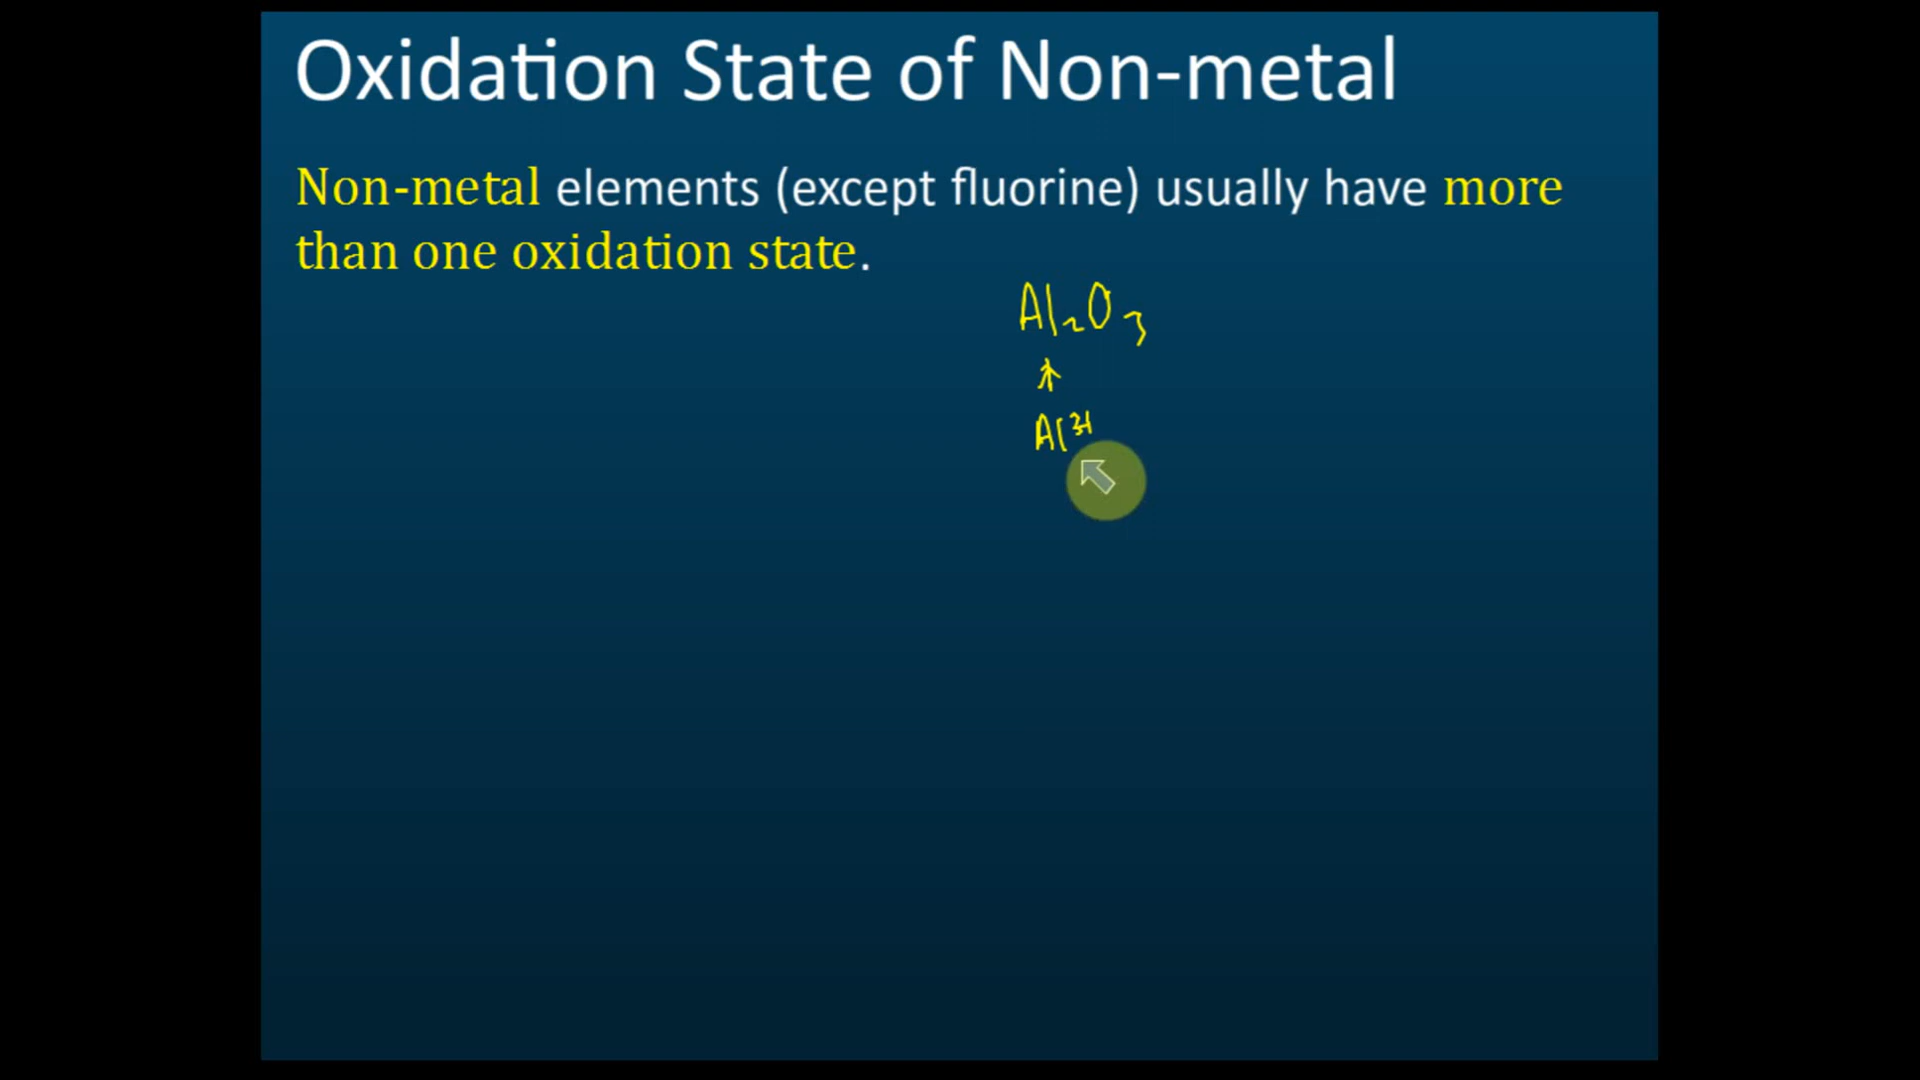 Oxidation State of Non-metal
Non-metal elements (except fluorine) usually have more
than one oxidation state.
Al₂O₃
Al³⁺